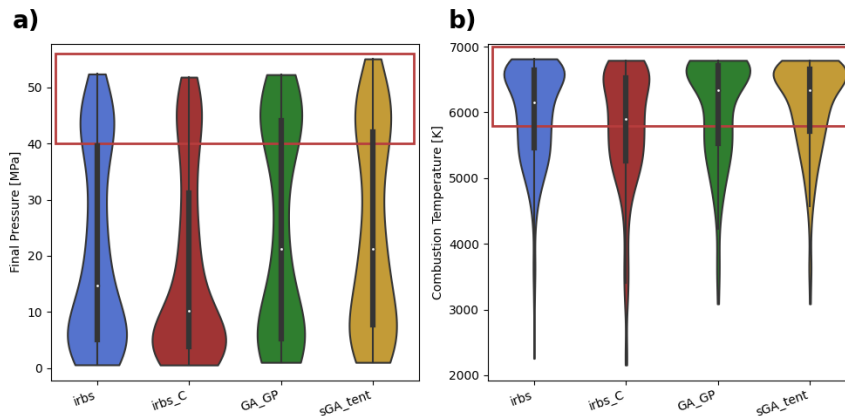 a)
Final Pressure [MPa]
50
40
30
20
10
0
irbs
irbs_C
GA_GP
sGA_tent
b)
Combustion Temperature [K]
7000
6000
5000
4000
3000
2000
irbs
irbs_C
GA_GP
sGA_tent